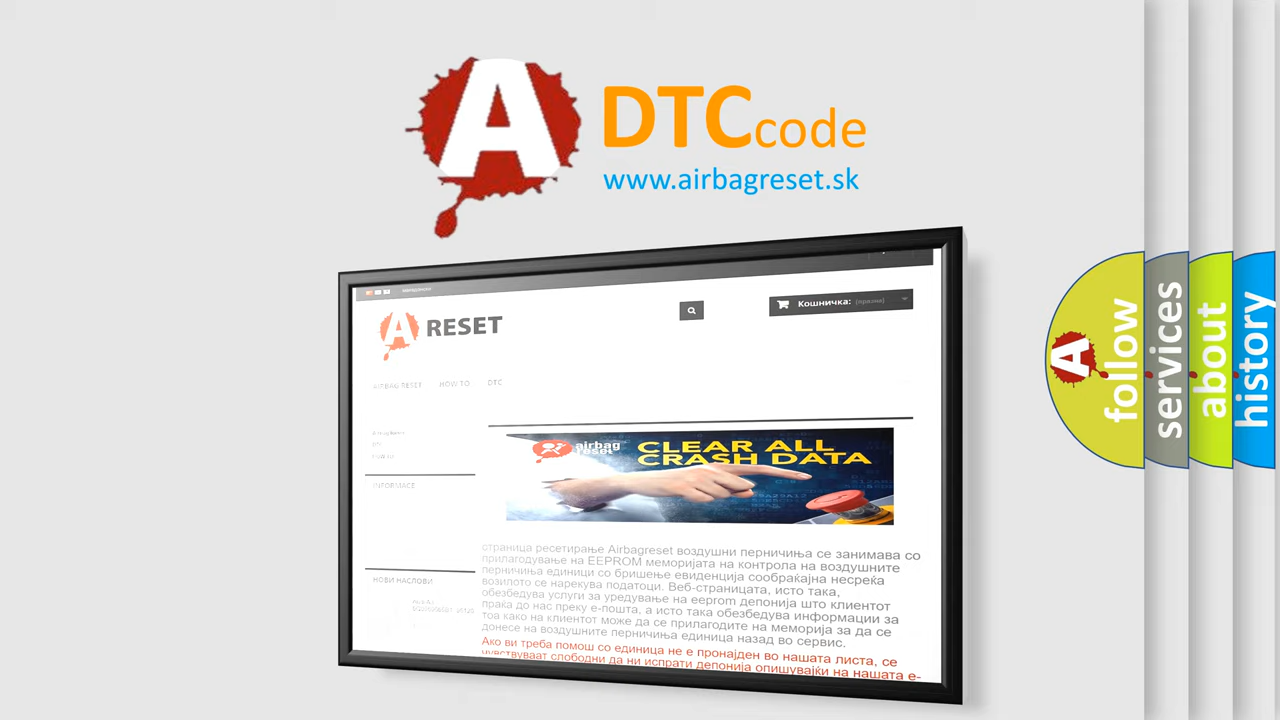 A
DTC code
www.airbagreset.sk
A RESET
Кошничка: (празни)
AIRBAG RESET HOW TO DTC
airbag
reset
CLEAR ALL
CRASH DATA
INFORMACE
НОВИ НАСЛОВИ
страница ресетирање Airbagreset воздушни перничиња се занимава со
прилагодување на EEPROM меморијата на контрола на воздушните
перничиња единици со бришење евиденција сообраќајна несреќа
возилото се нарекува податоци. Веб-страницата, исто така,
обезбедува услуги за уредување на eeprom депонија што клиентот
праќа до нас преку е-пошта, а исто така обезбедува информации за
тоа како на клиентот може да се прилагодите на меморија за да се
донесе на воздушните перничиња единица назад во сервис.
Ако ви треба помош со единица не е пронајден во нашата листа, се
чувствуваат слободни да ни испрати депонија опишувајќи на нашата е-
A
follow
services
about
history